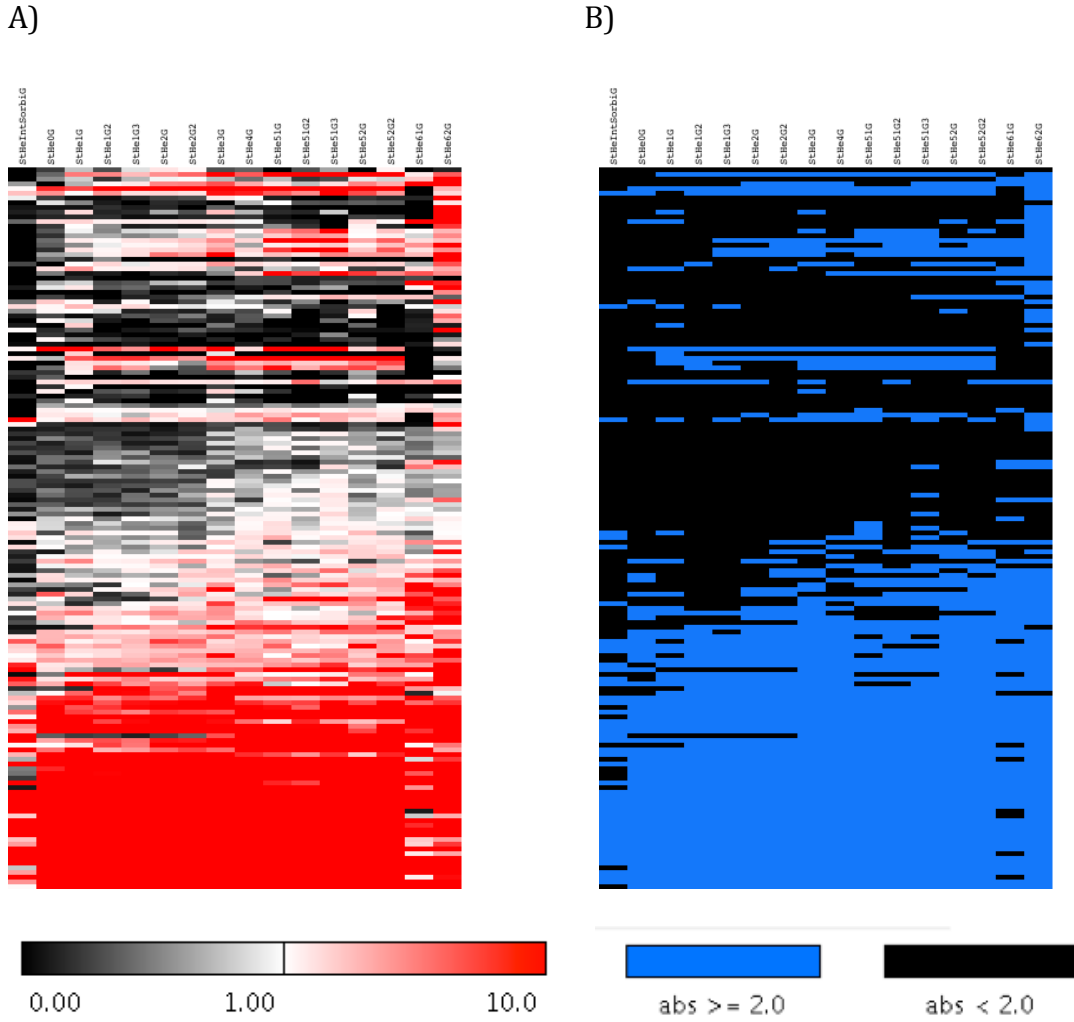 A)
B)
StHeIntSorbiG
StHe0G
StHe1G
StHe1G2
StHe1G3
StHe2G
StHe2G2
StHe3G
StHe4G
StHe51G
StHe51G2
StHe51G3
StHe52G
StHe52G2
StHe61G
StHe62G
StHeIntSorbiG
StHe0G
StHe1G
StHe1G2
StHe1G3
StHe2G
StHe2G2
StHe3G
StHe4G
StHe51G
StHe51G2
StHe51G3
StHe52G
StHe52G2
StHe61G
StHe62G
0.00 1.00 10.0
abs >= 2.0 abs < 2.0